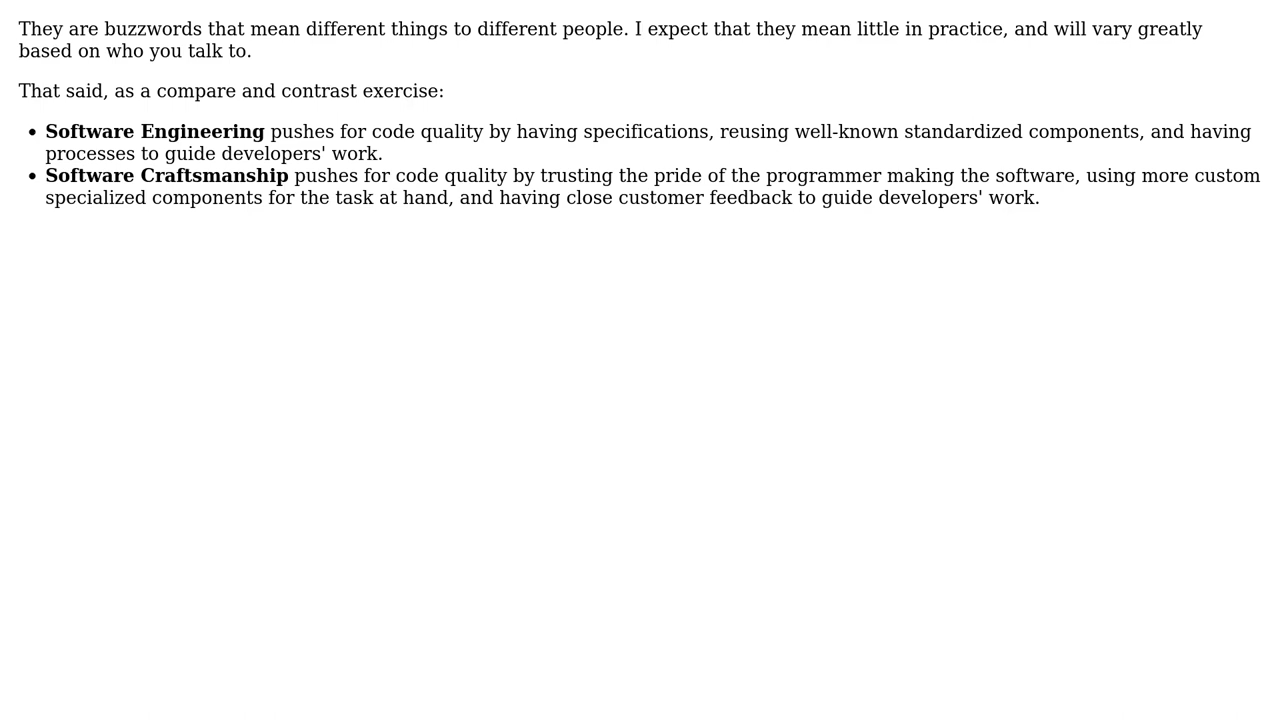 They are buzzwords that mean different things to different people. I expect that they mean little in practice, and will vary greatly
based on who you talk to.
That said, as a compare and contrast exercise:
• Software Engineering pushes for code quality by having specifications, reusing well-known standardized components, and having
processes to guide developers' work.
• Software Craftsmanship pushes for code quality by trusting the pride of the programmer making the software, using more custom
specialized components for the task at hand, and having close customer feedback to guide developers' work.